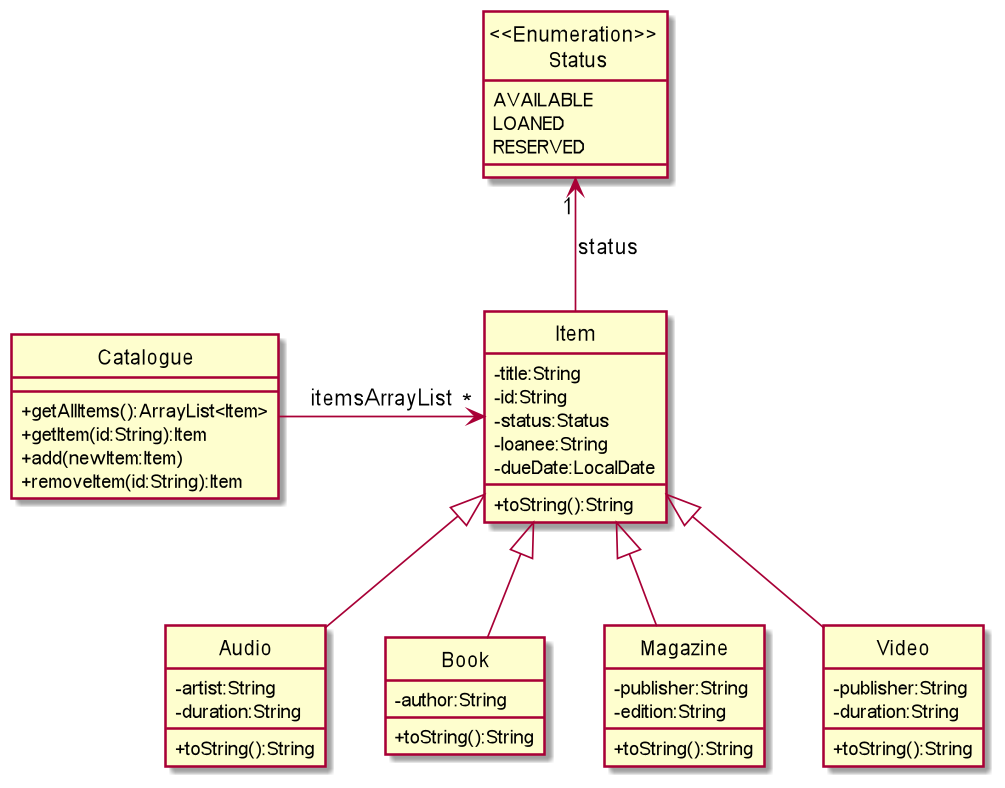 <<Enumeration>>
Status
AVAILABLE
LOANED
RESERVED
1
status
Catalogue
+getAllItems():ArrayList<Item>
+getItem(id:String):Item
+add(newItem:Item)
+removeItem(id:String):Item
itemsArrayList *
Item
-title:String
-id:String
-status:Status
-loanee:String
-dueDate:LocalDate
+toString():String
Audio
-artist:String
-duration:String
+toString():String
Book
-author:String
+toString():String
Magazine
-publisher:String
-edition:String
+toString():String
Video
-publisher:String
-duration:String
+toString():String